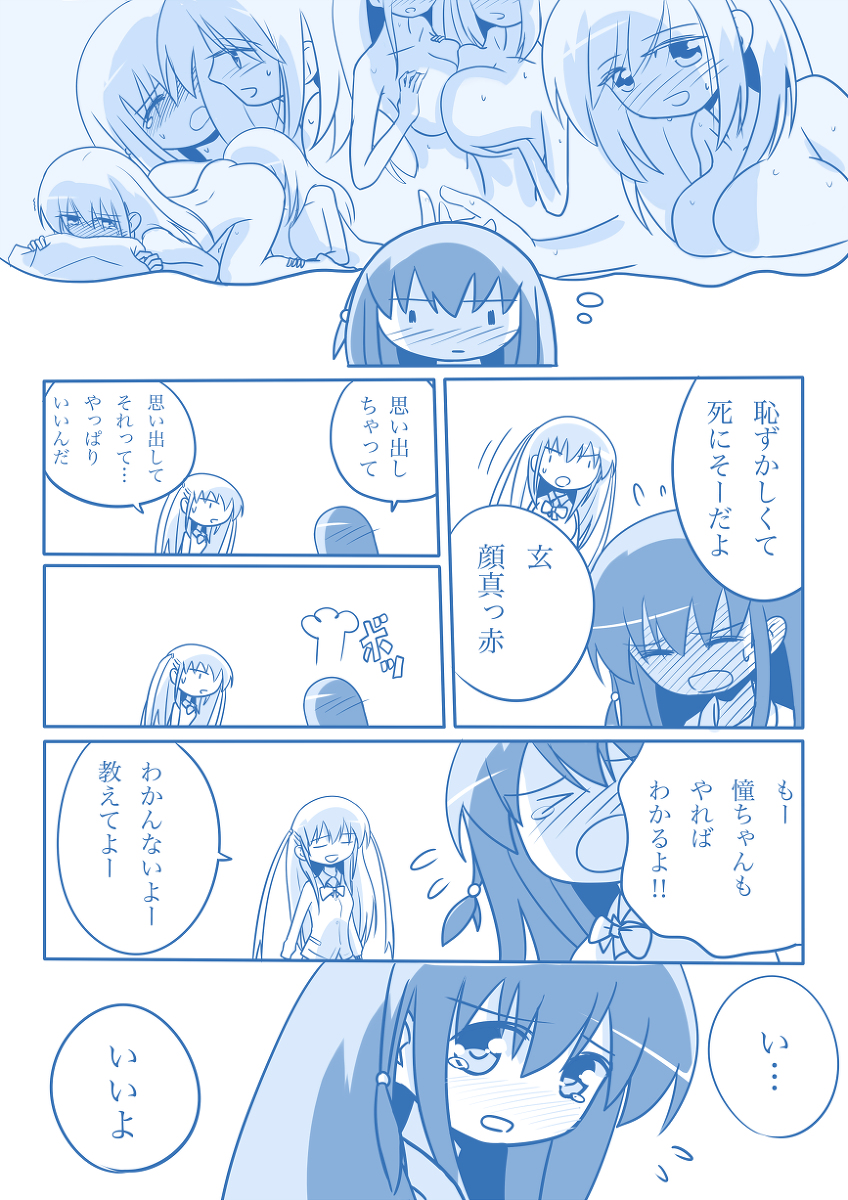 恥ずかしくて
死にそーだよ
玄
顔真っ赤
思い出し
ちゃって
思い出して
それって…
やっぱり
いいんだ
ボッ
もー
憧ちゃんも
やれば
わかるよ!!
わかんないよー
教えてよー
い…
いいよ